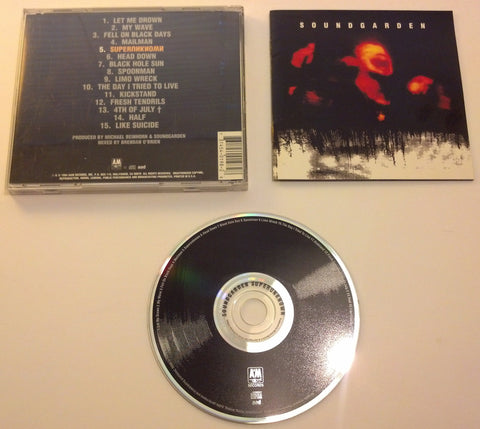 1. LET ME DROWN
2. MY WAVE
3. FELL ON BLACK DAYS
4. MAILMAN
5. SUPERUNKNOWN
6. HEAD DOWN
7. BLACK HOLE SUN
8. SPOONMAN
9. LIMO WRECK
10. THE DAY I TRIED TO LIVE
11. KICKSTAND
12. FRESH TENDRILS
13. 4TH OF JULY †
14. HALF
15. LIKE SUICIDE
PRODUCED BY MICHAEL BEINHORN & SOUNDGARDEN
MIXED BY BRENDAN O'BRIEN
A&M
SOUNDGARDEN
SOUNDGARDEN SUPERUNKNOWN
A&M
RECORDS